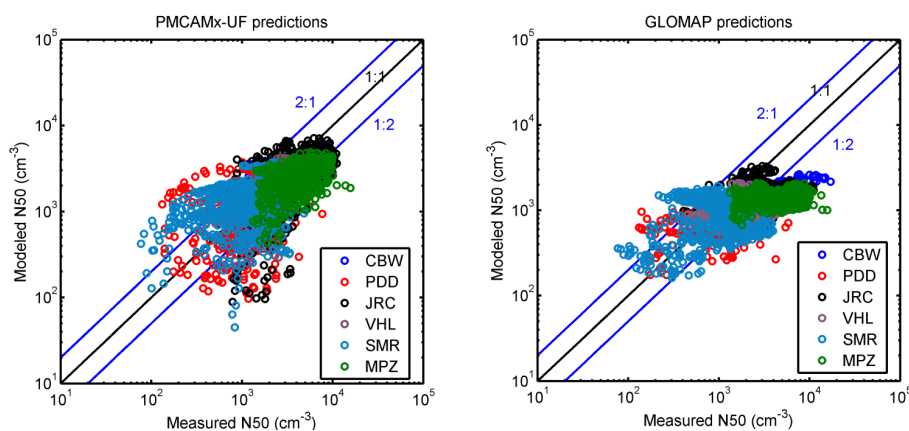 PMCAMx-UF predictions
10^5
10^4
10^3
10^2
10^1
Modeled N50 (cm^-3)
2:1
1:1
1:2
CBW
PDD
JRC
VHL
SMR
MPZ
10^1 10^2 10^3 10^4 10^5
Measured N50 (cm^-3)
GLOMAP predictions
10^5
10^4
10^3
10^2
10^1
Modeled N50 (cm^-3)
2:1
1:1
1:2
CBW
PDD
JRC
VHL
SMR
MPZ
10^1 10^2 10^3 10^4 10^5
Measured N50 (cm^-3)